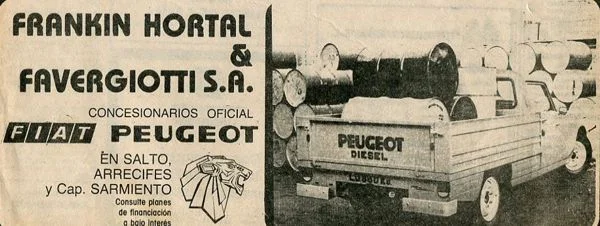 FRANKIN HORTAL
&
FAVERGIOTTI S.A.
CONCESIONARIOS OFICIAL
FIAT PEUGEOT
EN SALTO,
ARRECIFES
y Cap. SARMIENTO
Consulte planes
de financiación
a bajo interés
PEUGEOT
DIESEL